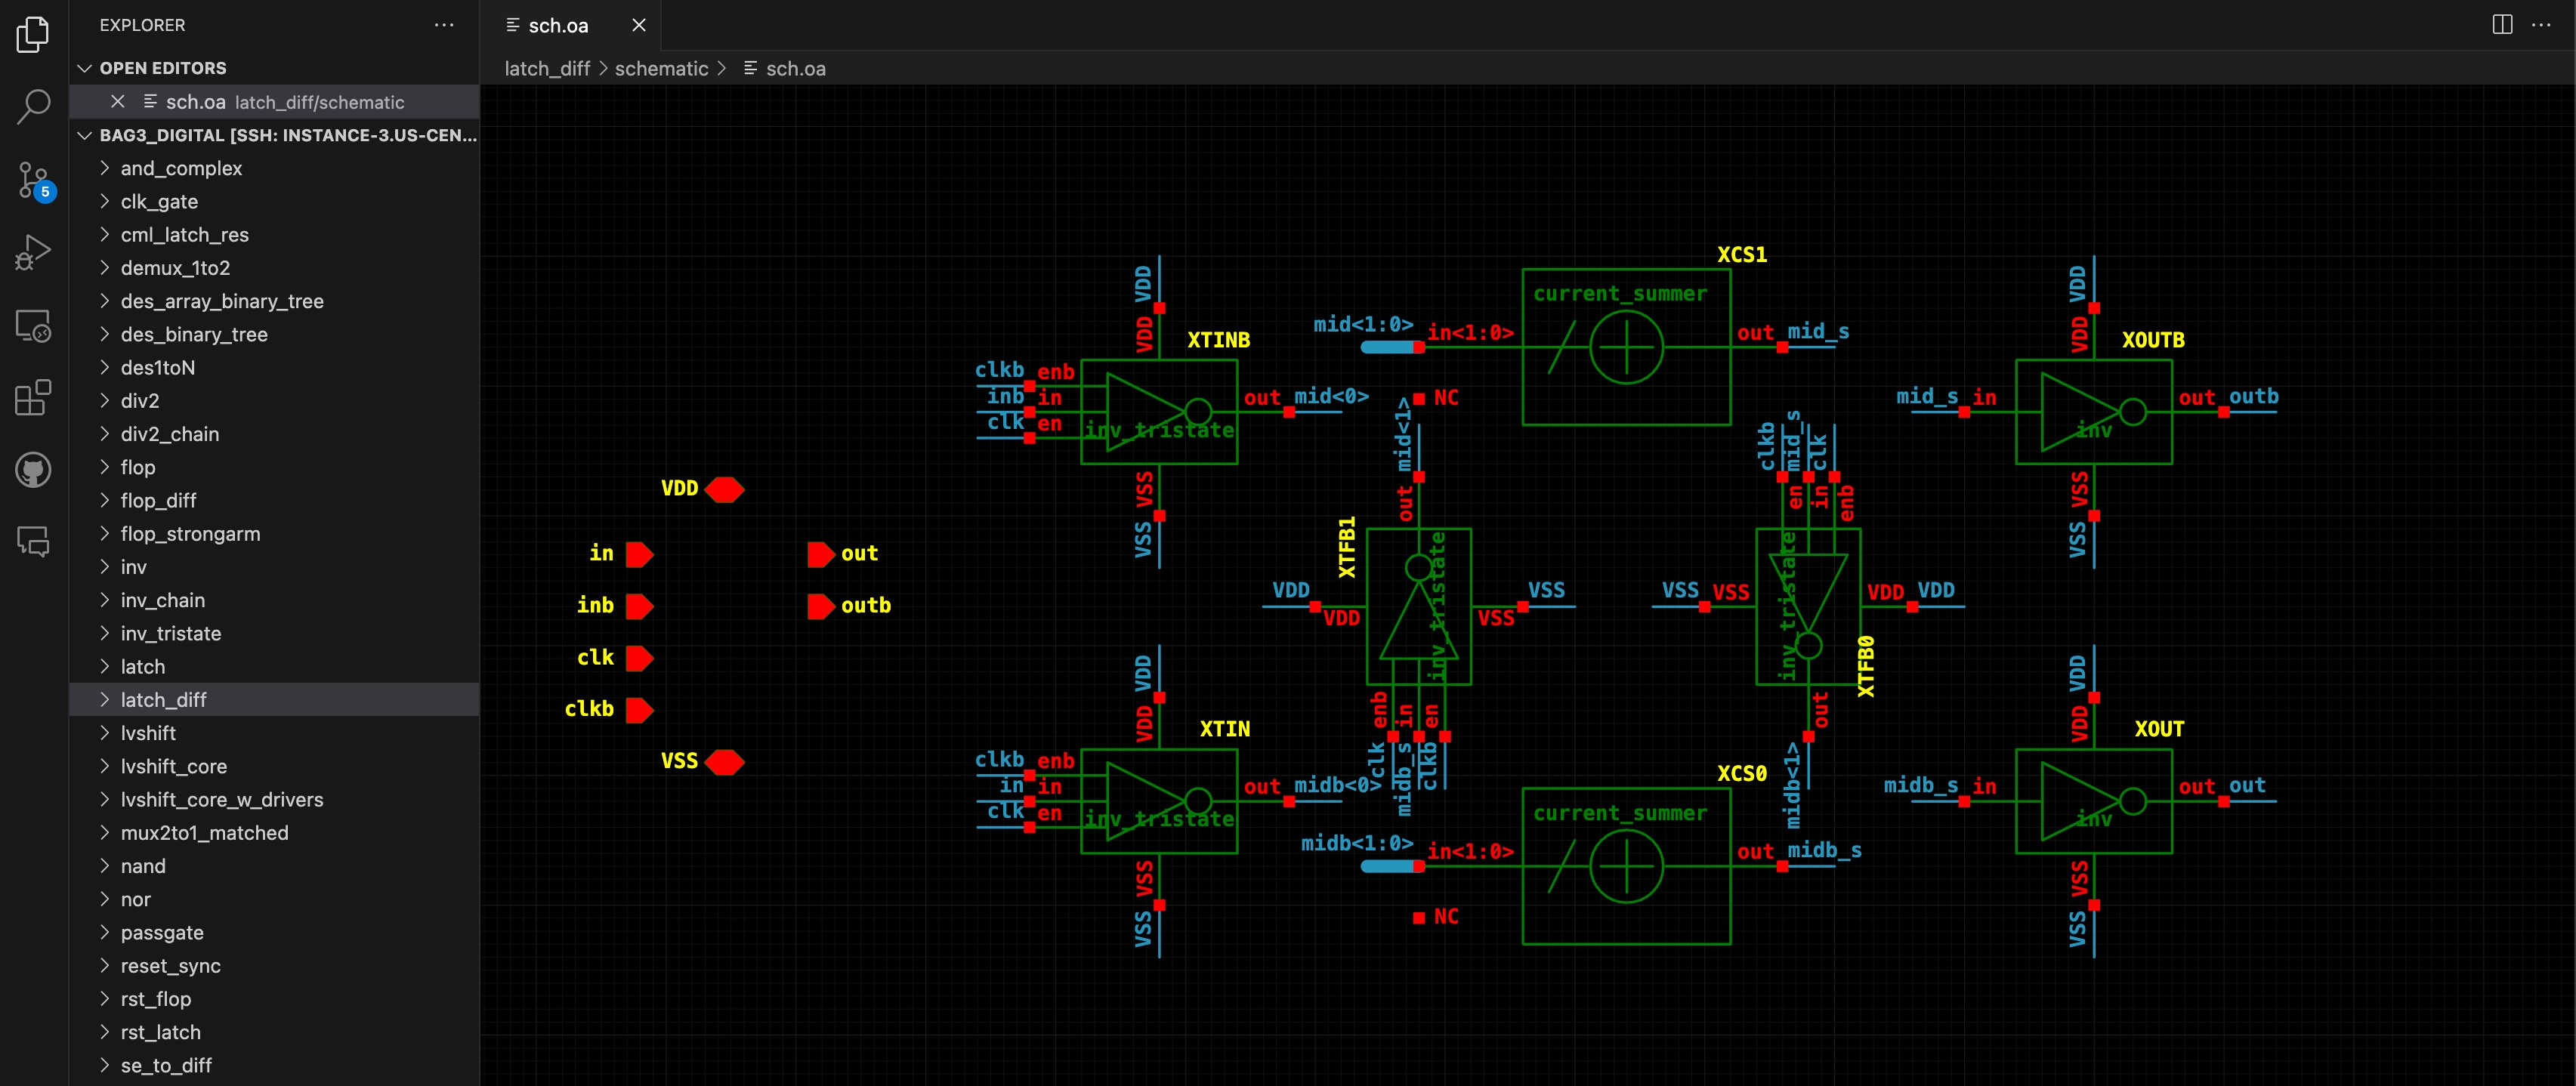 EXPLORER
OPEN EDITORS
sch.oa latch_diff/schematic
BAG3_DIGITAL [SSH: INSTANCE-3.US-CEN...
and_complex
clk_gate
cml_latch_res
demux_1to2
des_array_binary_tree
des_binary_tree
des1toN
div2
div2_chain
flop
flop_diff
flop_strongarm
inv
inv_chain
inv_tristate
latch
latch_diff
lvshift
lvshift_core
lvshift_core_w_drivers
mux2to1_matched
nand
nor
passgate
reset_sync
rst_flop
rst_latch
se_to_diff
5
sch.oa
latch_diff > schematic > sch.oa
VDD
in
inb
clk
clkb
VSS
out
outb
VDD
VDD
XTINB
clkb enb
inb in
clk en
inv_tristate
out mid<0>
VSS
VSS
VDD
VDD
XTIN
clkb enb
in in
clk en
inv_tristate
out midb<0>
VSS
VSS
XCS1
current_summer
mid<1:0> in<1:0>
out mid_s
NC
mid<1>
out
XTFB1
inv_tristate
VDD
VDD
VSS
VSS
enb in en
clk midb_s clkb
clkb mid_s clk
en in enb
inv_tristate
VSS VSS
VDD VDD
XTFB0
out
midb<1>
XCS0
current_summer
midb<1:0> in<1:0>
out midb_s
NC
VDD
VDD
XOUTB
mid_s in
inv
out outb
VSS
VSS
VDD
VDD
XOUT
midb_s in
inv
out out
VSS
VSS